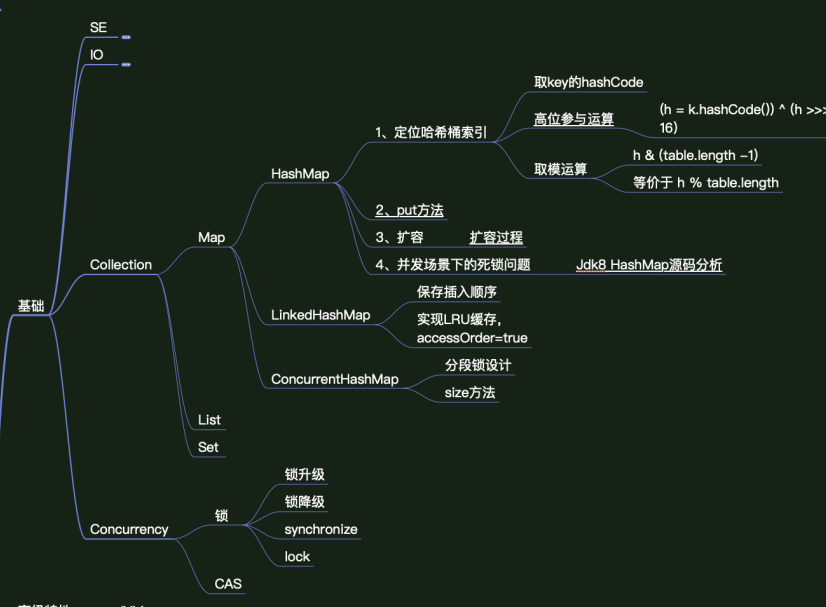 SE
IO
取key的hashCode
高位参与运算
(h = k.hashCode()) ^ (h >>>
16)
1、定位哈希桶索引
取模运算
h & (table.length -1)
等价于 h % table.length
HashMap
2、put方法
3、扩容
扩容过程
4、并发场景下的死锁问题
Jdk8 HashMap源码分析
Map
Collection
保存插入顺序
LinkedHashMap
实现LRU缓存，
accessOrder=true
基础
分段锁设计
ConcurrentHashMap
size方法
List
Set
锁升级
锁降级
锁
Concurrency
synchronize
lock
CAS